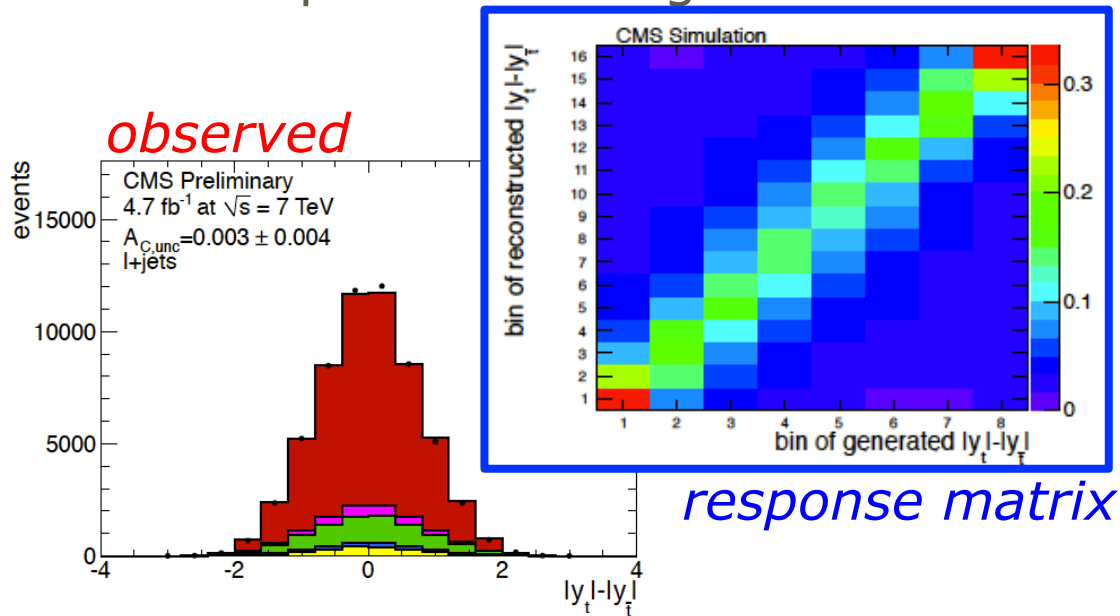 observed
CMS Preliminary
4.7 fb⁻¹ at √s = 7 TeV
A_C,unc=0.003 ± 0.004
l+jets
events
15000
10000
5000
0
-4 -2 0 2 4
|y_t|-|y_t̅|
CMS Simulation
bin of reconstructed |y_t|-|y_t̅|
16
15
14
13
12
11
10
9
8
7
6
5
4
3
2
1
1 2 3 4 5 6 7 8
bin of generated |y_t|-|y_t̅|
0.3
0.2
0.1
0
response matrix